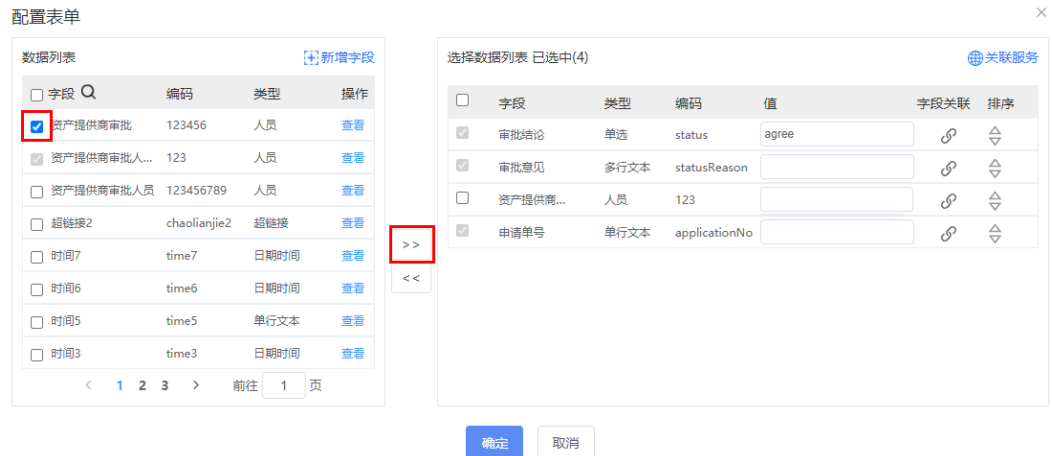 配置表单
数据列表 新增字段
字段 编码 类型 操作
资产提供商审批 123456 人员 查看
资产提供商审批人... 123 人员 查看
资产提供商审批人员 123456789 人员 查看
超链接2 chaolianjie2 超链接 查看
时间7 time7 日期时间 查看
时间6 time6 日期时间 查看
时间5 time5 单行文本 查看
时间3 time3 日期时间 查看
< 1 2 3 > 前往 1 页
>>
<<
选择数据列表 已选中(4) 关联服务
字段 类型 编码 值 字段关联 排序
审批结论 单选 status agree
审批意见 多行文本 statusReason
资产提供商... 人员 123
申请单号 单行文本 applicationNo
确定 取消